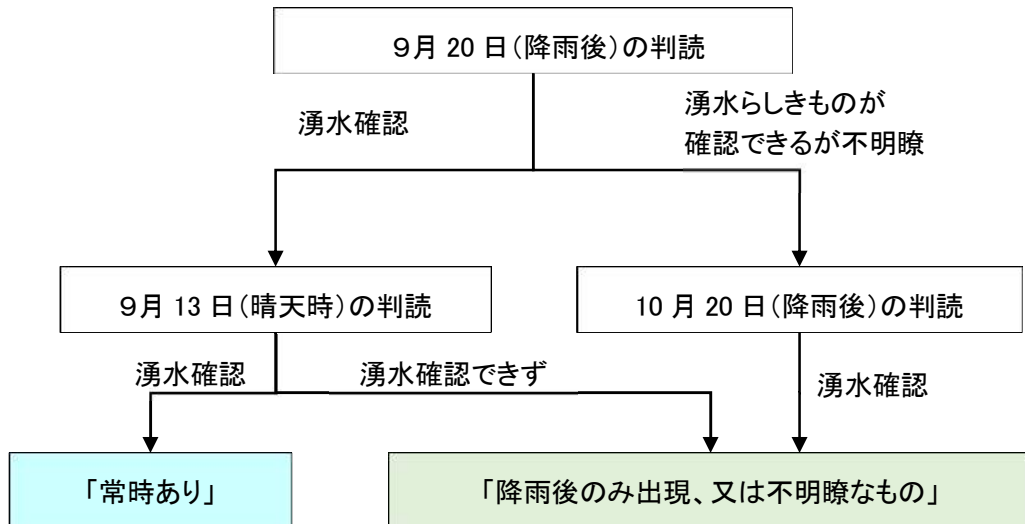 ９月 20 日（降雨後）の判読
湧水確認
湧水らしきものが
確認できるが不明瞭
９月 13 日（晴天時）の判読
10 月 20 日（降雨後）の判読
湧水確認
湧水確認できず
湧水確認
「常時あり」
「降雨後のみ出現、又は不明瞭なもの」